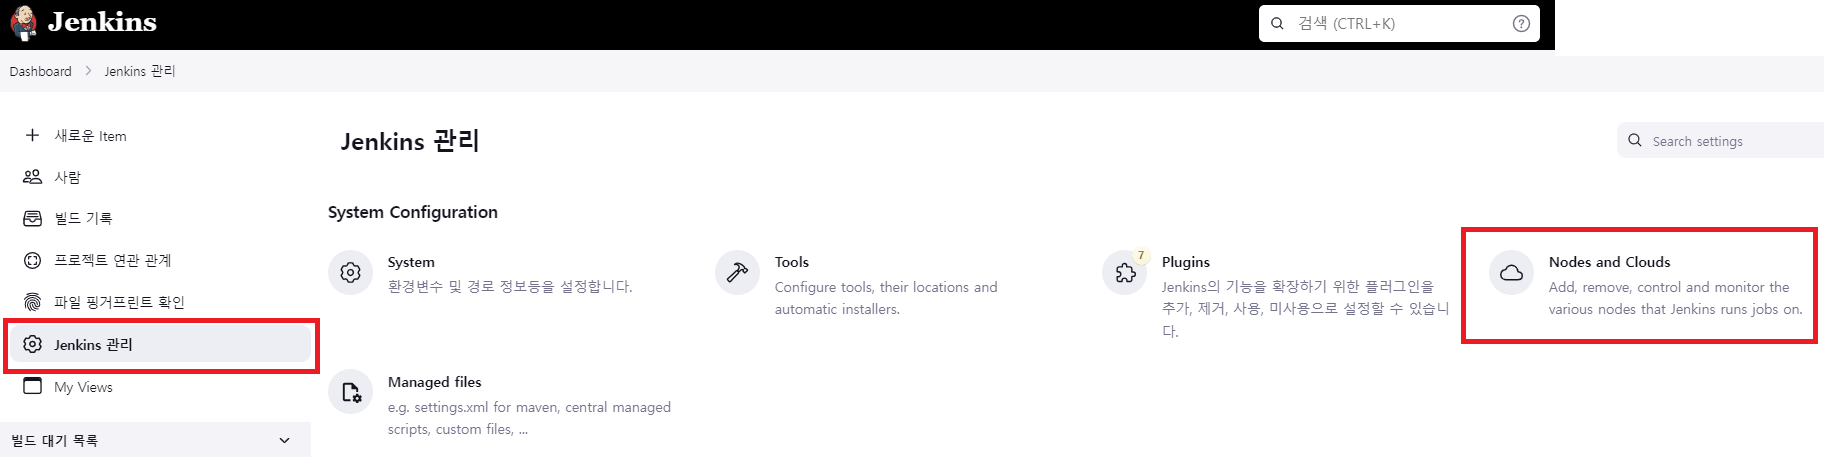 Jenkins
검색 (CTRL+K)
Dashboard
Jenkins 관리
새로운 Item
사람
빌드 기록
프로젝트 연관 관계
파일 핑거프린트 확인
Jenkins 관리
My Views
빌드 대기 목록
Jenkins 관리
Search settings
System Configuration
System
환경변수 및 경로 정보등을 설정합니다.
Tools
Configure tools, their locations and
automatic installers.
7
Plugins
Jenkins의 기능을 확장하기 위한 플러그인을
추가, 제거, 사용, 미사용으로 설정할 수 있습니
다.
Nodes and Clouds
Add, remove, control and monitor the
various nodes that Jenkins runs jobs on.
Managed files
e.g. settings.xml for maven, central managed
scripts, custom files, ...